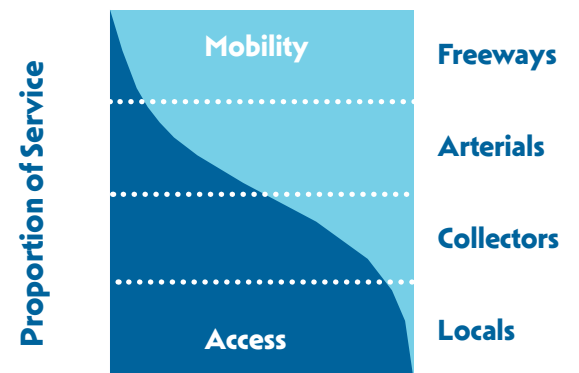 Proportion of Service
Mobility
Access
Freeways
Arterials
Collectors
Locals